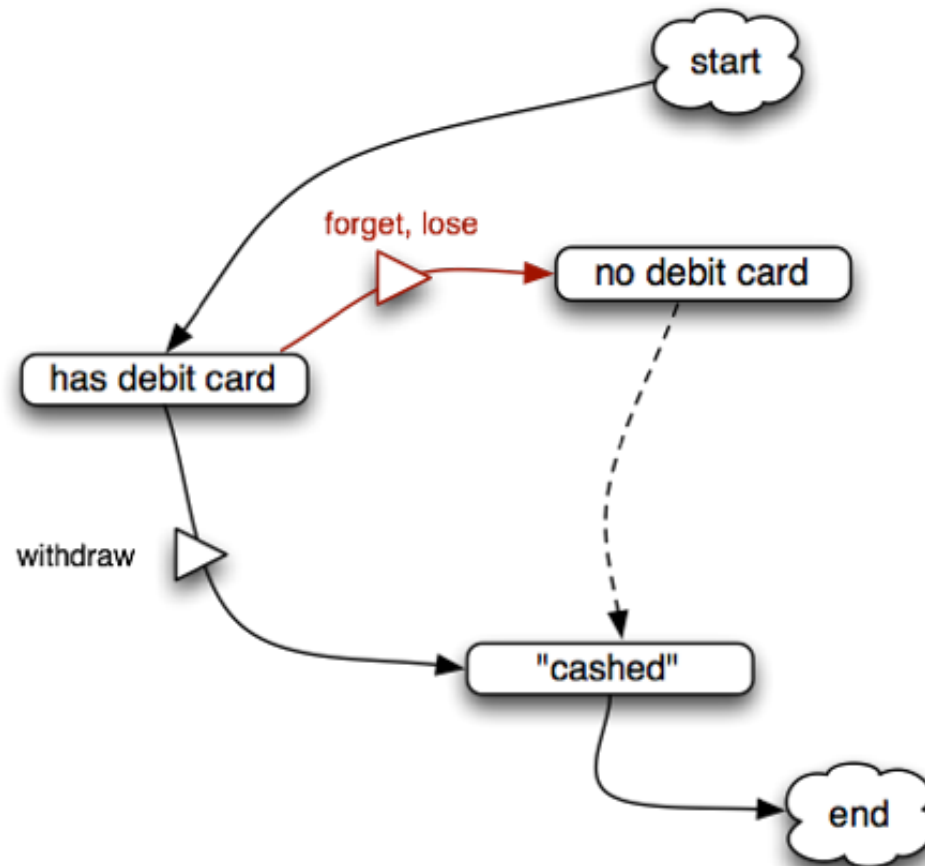 start
forget, lose
no debit card
has debit card
withdraw
"cashed"
end